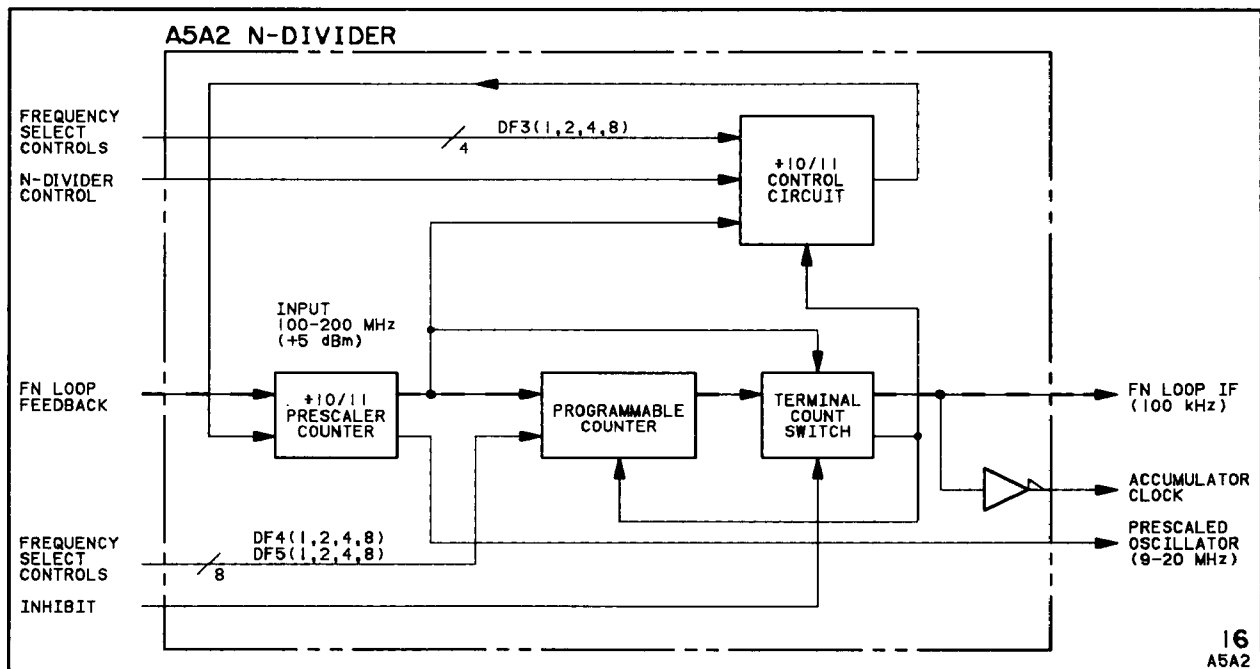 A5A2 N-DIVIDER
FREQUENCY
SELECT
CONTROLS
4
DF3(1,2,4,8)
N-DIVIDER
CONTROL
÷10/11
CONTROL
CIRCUIT
INPUT
100-200 MHz
(+5 dBm)
FN LOOP
FEEDBACK
÷10/11
PRESCALER
COUNTER
PROGRAMMABLE
COUNTER
TERMINAL
COUNT
SWITCH
FN LOOP IF
(100 kHz)
ACCUMULATOR
CLOCK
PRESCALED
OSCILLATOR
(9-20 MHz)
FREQUENCY
SELECT
CONTROLS
8
DF4(1,2,4,8)
DF5(1,2,4,8)
INHIBIT
16
A5A2